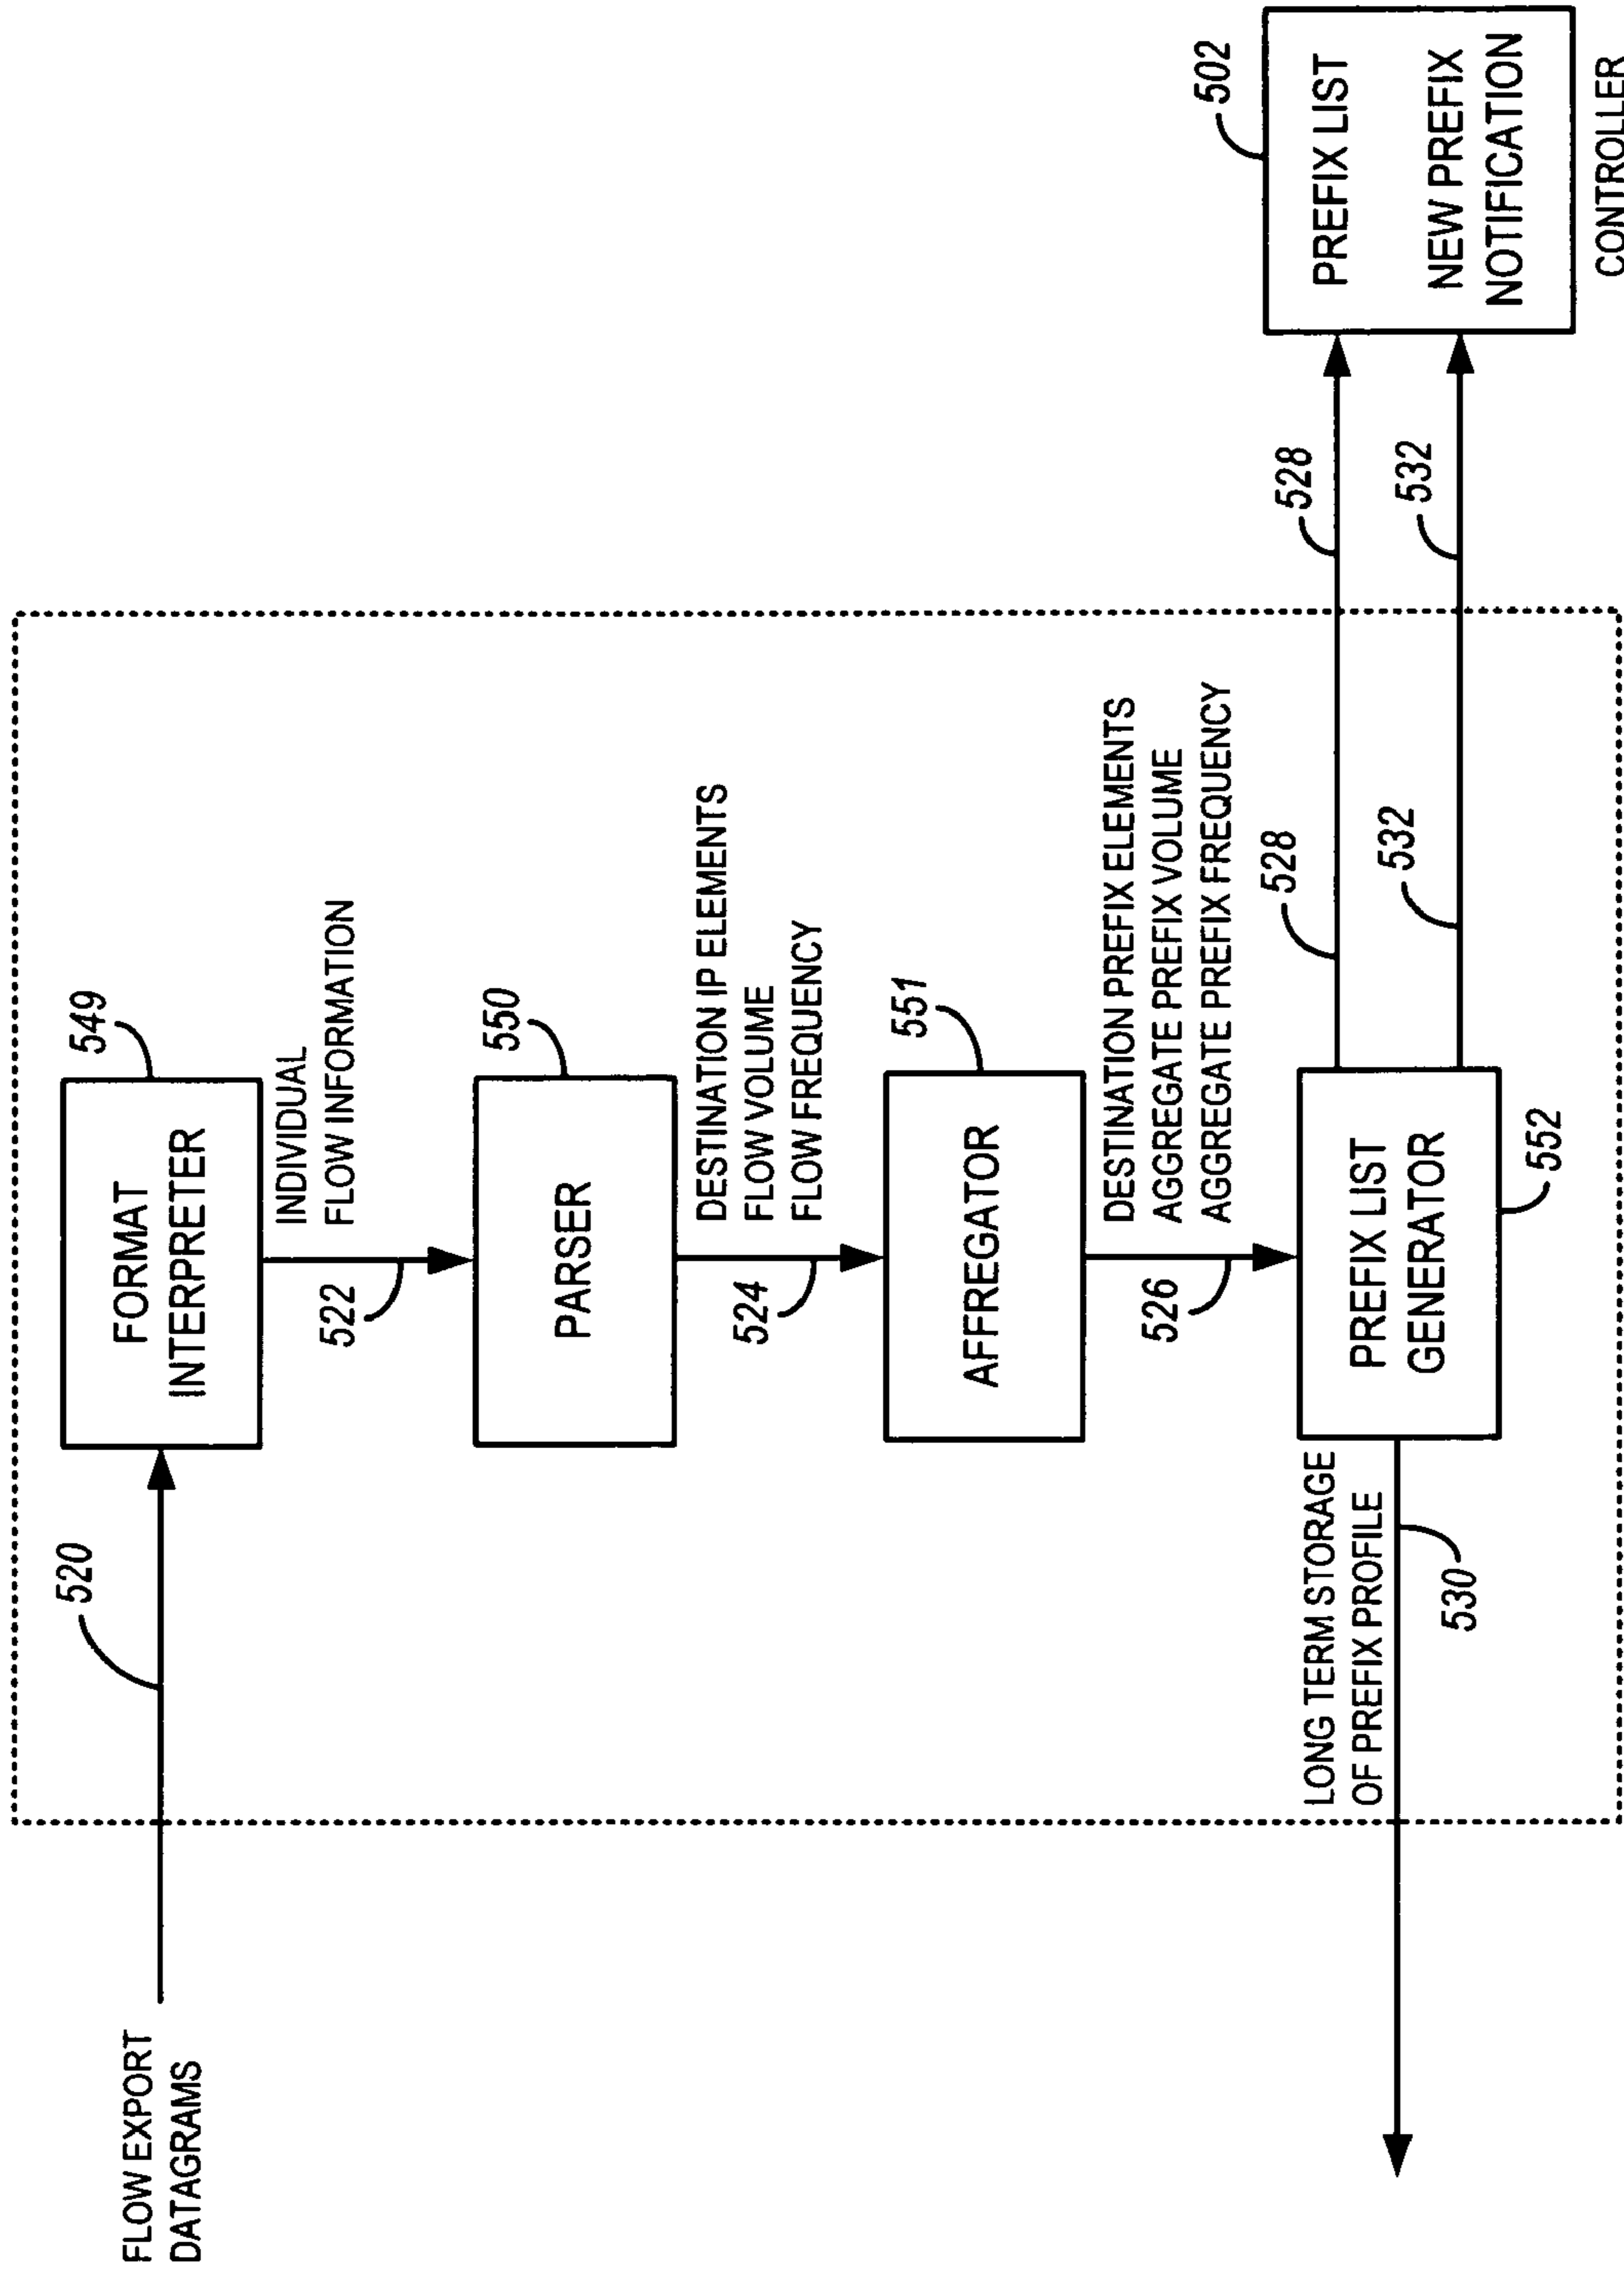 FLOW EXPORT
DATAGRAMS
520
FORMAT
INTERPRETER
549
522
INDIVIDUAL
FLOW INFORMATION
PARSER
550
524
DESTINATION IP ELEMENTS
FLOW VOLUME
FLOW FREQUENCY
AFFREGATOR
551
526
DESTINATION PREFIX ELEMENTS
AGGREGATE PREFIX VOLUME
AGGREGATE PREFIX FREQUENCY
LONG TERM STORAGE
OF PREFIX PROFILE
530
PREFIX LIST
GENERATOR
552
528
532
528
532
502
PREFIX LIST
NEW PREFIX
NOTIFICATION
CONTROLLER